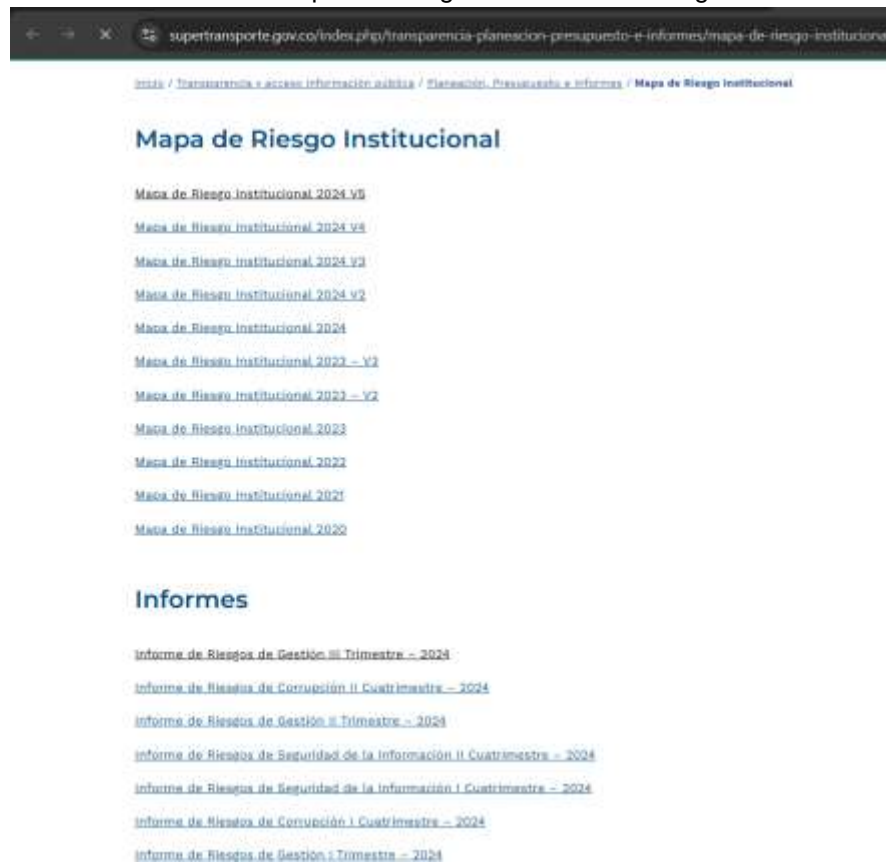 supertransporte.gov.co/index.php/transparencia-planeacion-presupuesto-e-informes/mapa-de-riesgo-instituciona
Inicio / Transparencia y acceso información pública / Planeación, Presupuesto e Informes / Mapa de Riesgo Institucional
Mapa de Riesgo Institucional
Mapa de Riesgo Institucional 2024 V5
Mapa de Riesgo Institucional 2024 V4
Mapa de Riesgo Institucional 2024 V3
Mapa de Riesgo Institucional 2024 V2
Mapa de Riesgo Institucional 2024
Mapa de Riesgo Institucional 2023 –
Mapa de Riesgo Institucional 2023 – V2
Mapa de Riesgo Institucional 2023
Mapa de Riesgo Institucional 2022
Mapa de Riesgo Institucional 2021
Mapa de Riesgo Institucional 2020
Informes
Informe de Riesgos de Gestión III Trimestre – 2024
Informe de Riesgos de Corrupción II Cuatrimestre – 2024
Informe de Riesgos de Gestión II Trimestre – 2024
Informe de Riesgos de Seguridad de la Información II Cuatrimestre – 2024
Informe de Riesgos de Seguridad de la Información I Cuatrimestre – 2024
Informe de Riesgos de Corrupción I Cuatrimestre – 2024
Informe de Riesgos de Gestión I Trimestre – 2024